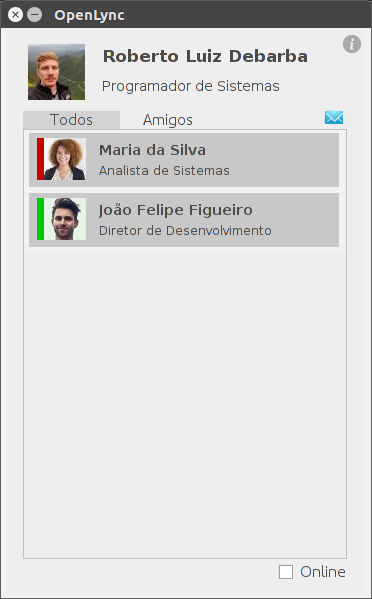 OpenLync
Roberto Luiz Debarba
Programador de Sistemas
Todos
Amigos
Maria da Silva
Analista de Sistemas
João Felipe Figueiro
Diretor de Desenvolvimento
Online